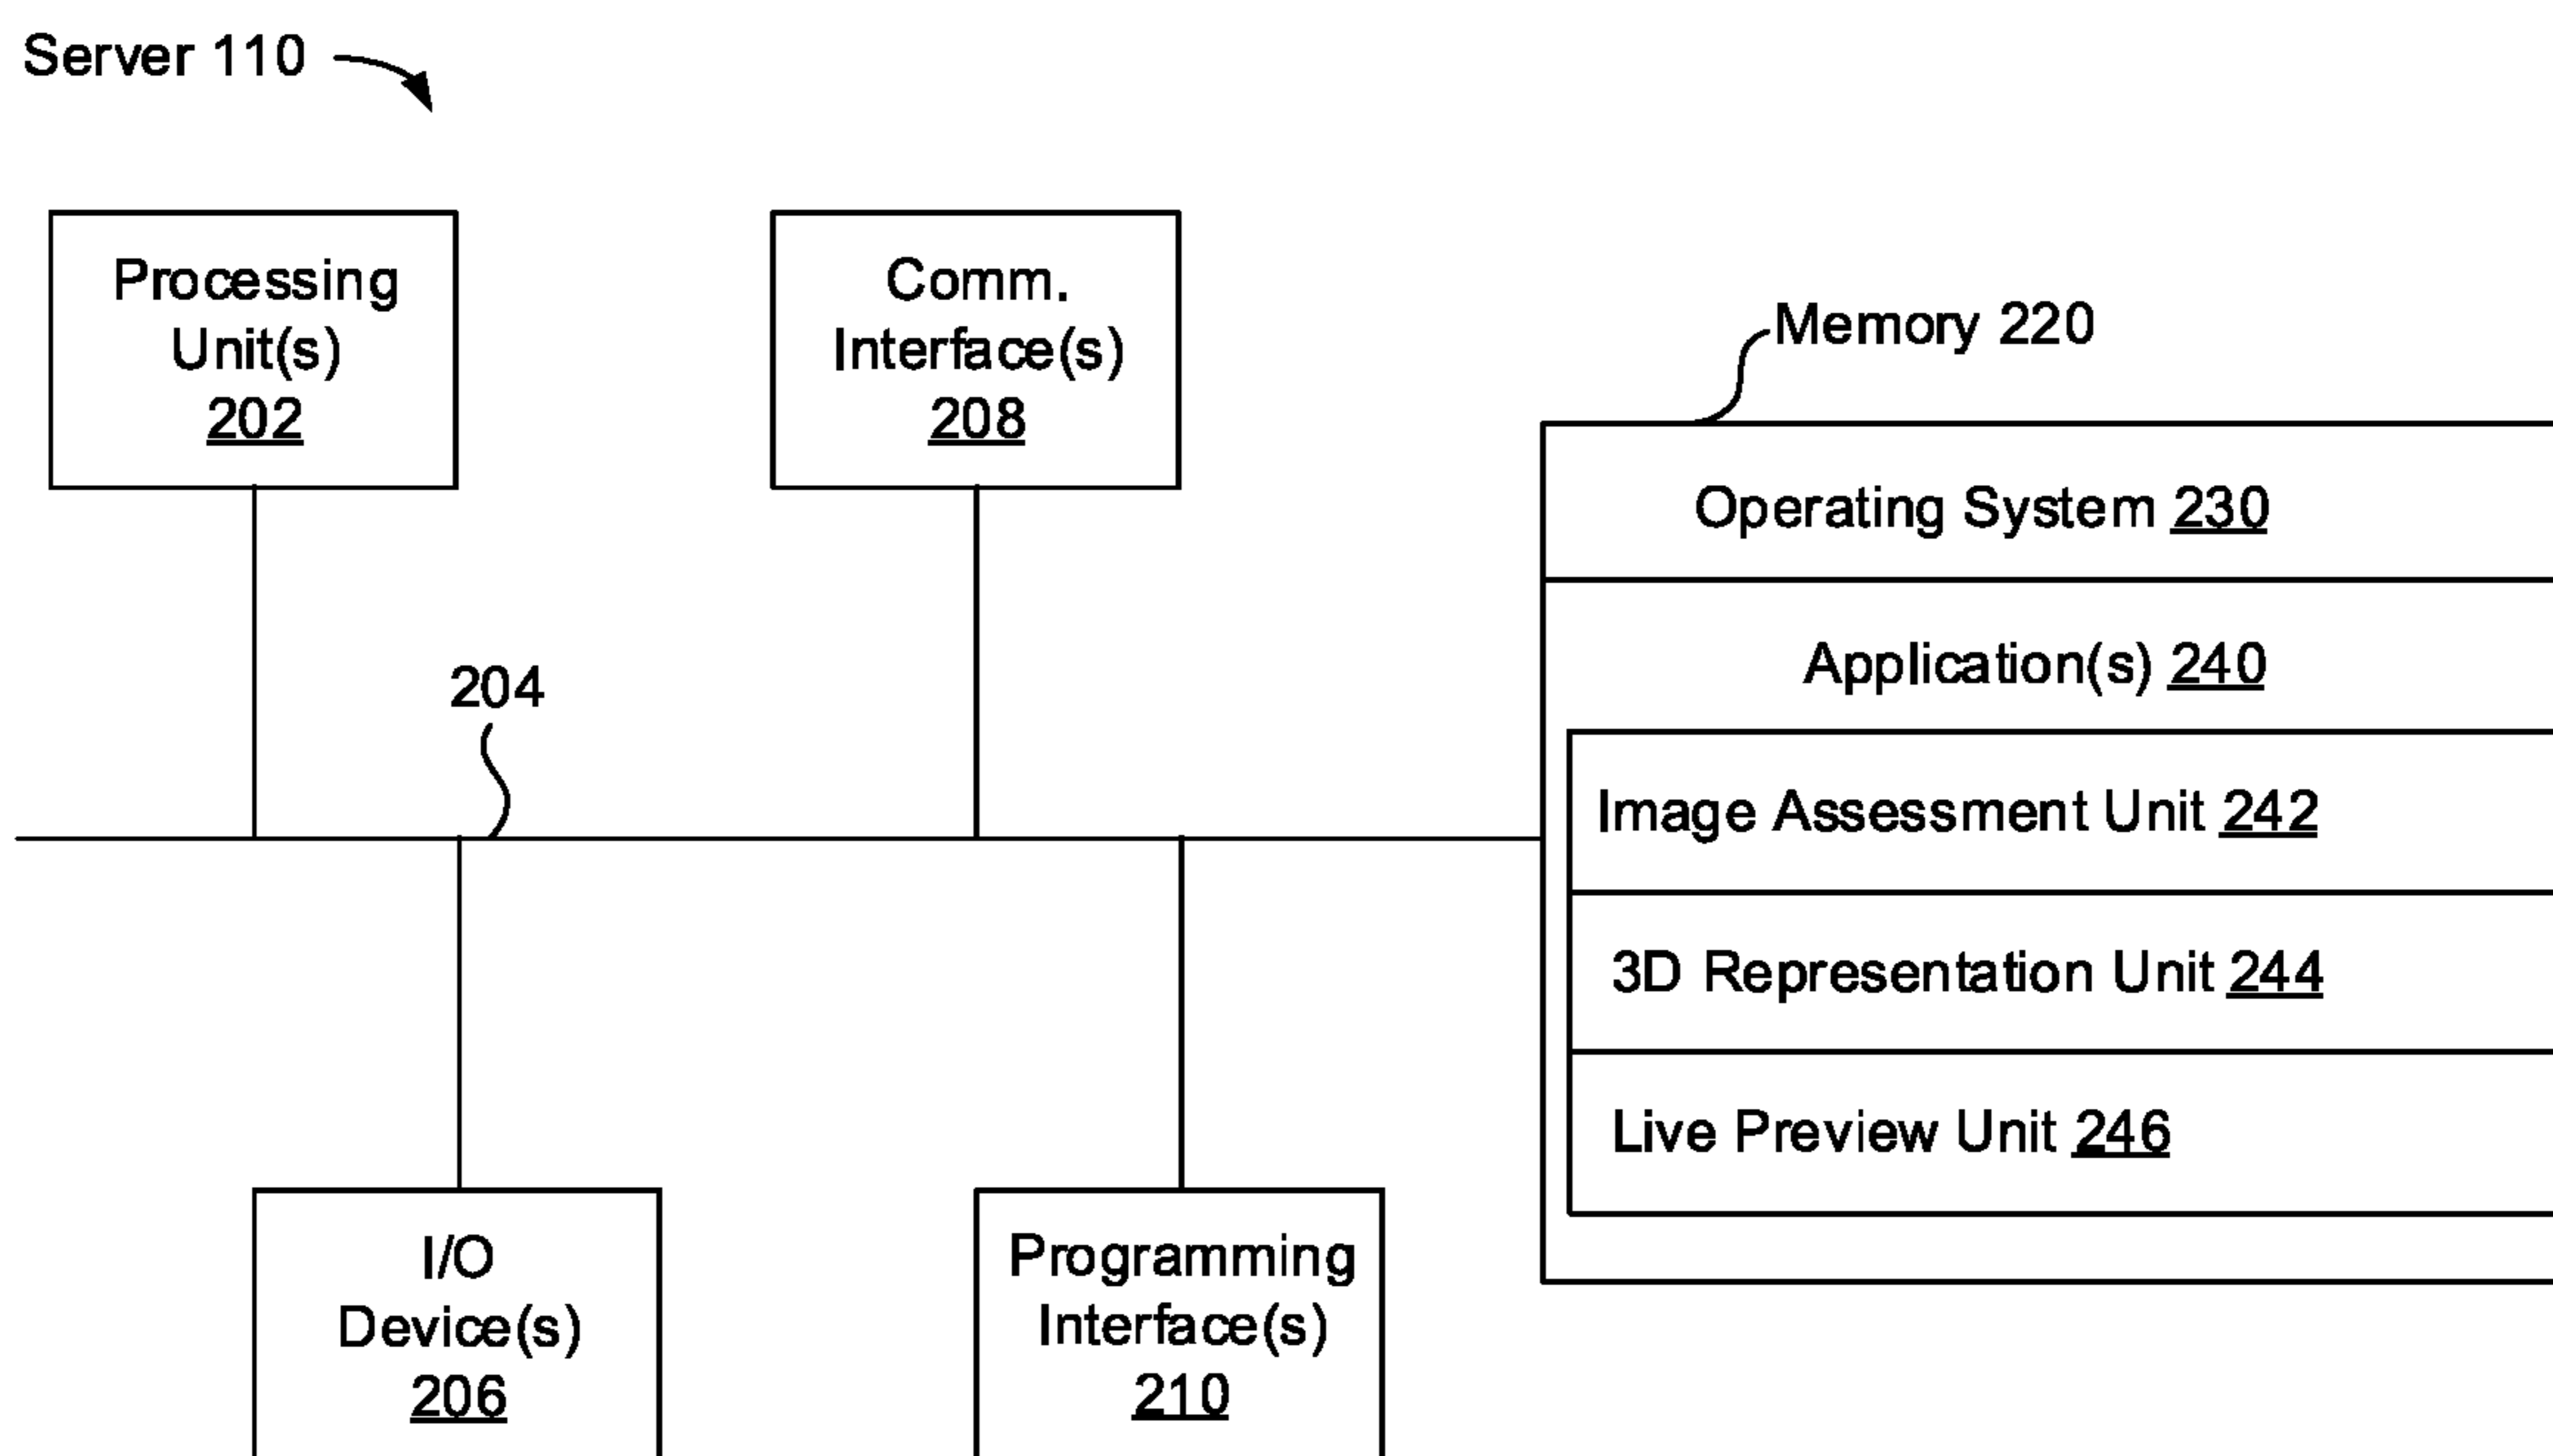 Server 110
Processing
Unit(s)
202
Comm.
Interface(s)
208
Memory 220
Operating System 230
Application(s) 240
Image Assessment Unit 242
3D Representation Unit 244
Live Preview Unit 246
204
I/O
Device(s)
206
Programming
Interface(s)
210